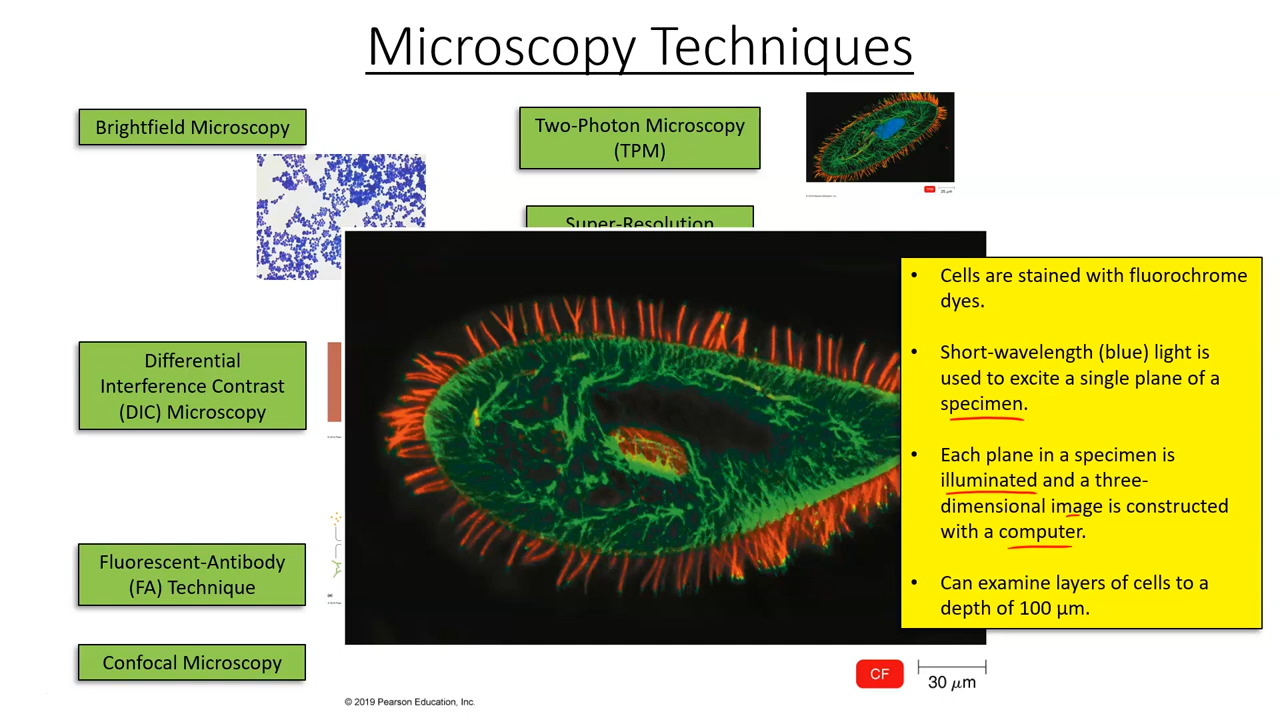 Microscopy Techniques
Brightfield Microscopy
Two-Photon Microscopy
(TPM)
Super-Resolution
Differential
Interference Contrast
(DIC) Microscopy
Fluorescent-Antibody
(FA) Technique
Confocal Microscopy
• Cells are stained with fluorochrome
dyes.
• Short-wavelength (blue) light is
used to excite a single plane of a
specimen.
• Each plane in a specimen is
illuminated and a three-
dimensional image is constructed
with a computer.
• Can examine layers of cells to a
depth of 100 μm.
CF
30 μm
© 2019 Pearson Education, Inc.